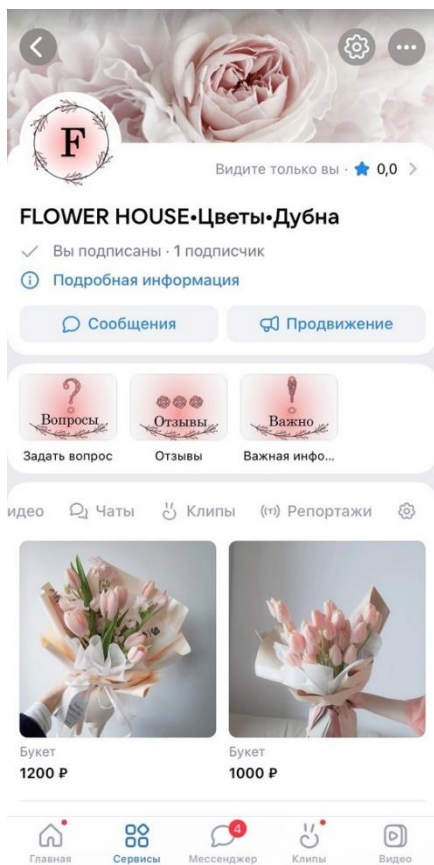 F
Видите только вы · 0,0
FLOWER HOUSE•Цветы•Дубна
Вы подписаны · 1 подписчик
Подробная информация
Сообщения Продвижение
Вопросы Отзывы Важно
Задать вопрос Отзывы Важная инфо...
идео Чаты Клипы Репортажи
Букет Букет
1200 ₽ 1000 ₽
4
Главная Сервисы Мессенджер Клипы Видео